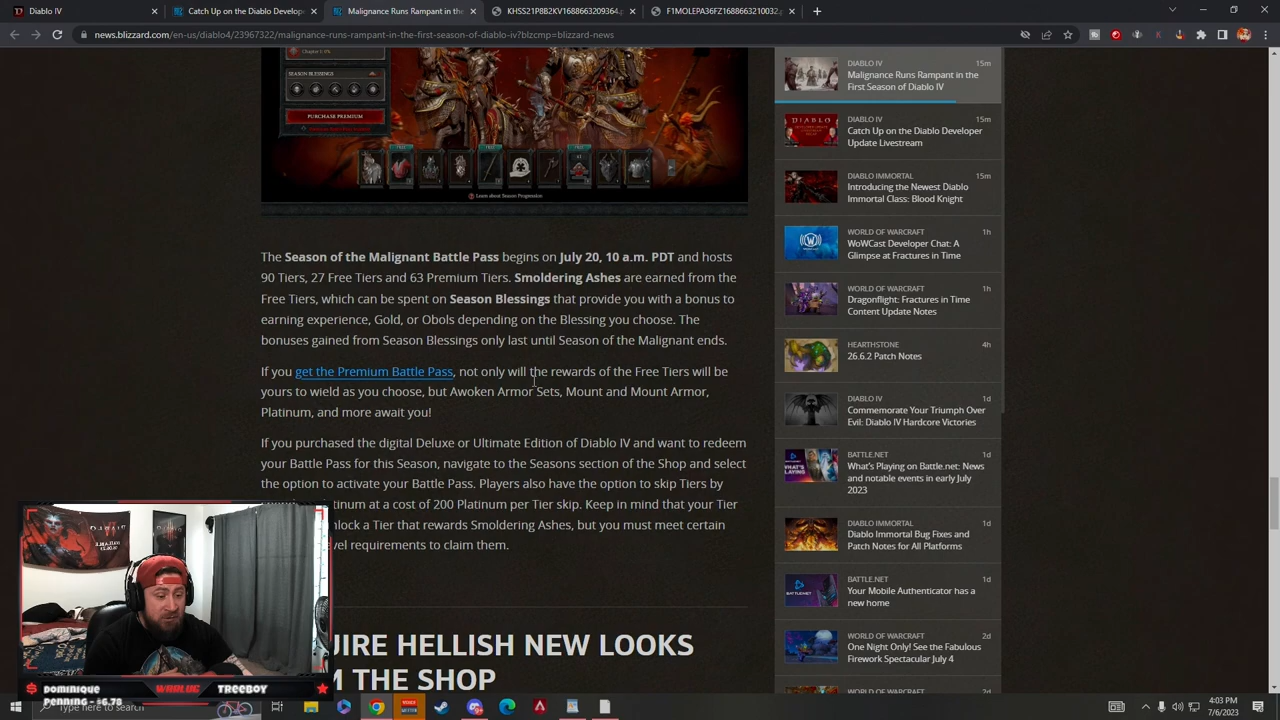 Diablo IV
Catch Up on the Diablo Develop
Malignance Runs Rampant in the
KHSS21P882KV1688663209364.
F1MOLEPA36FZ1688663210032
news.blizzard.com/en-us/diablo4/23964322/malignance-runs-rampant-in-the-first-season-of-diablo-iv?blzcmp=blizzard-news
SEASON BLESSINGS
PURCHASE PREMIUM
Learn about Season Progression
The Season of the Malignant Battle Pass begins on July 20, 10 a.m. PDT and hosts
90 Tiers, 27 Free Tiers and 63 Premium Tiers. Smoldering Ashes are earned from the
Free Tiers, which can be spent on Season Blessings that provide you with a bonus to
earning experience, Gold, or Obols depending on the Blessing you choose. The
bonuses gained from Season Blessings only last until Season of the Malignant ends.
If you get the Premium Battle Pass, not only will the rewards of the Free Tiers will be
yours to wield as you choose, but Awoken Armor Sets, Mount and Mount Armor,
Platinum, and more await you!
If you purchased the digital Deluxe or Ultimate Edition of Diablo IV and want to redeem
your Battle Pass for this Season, navigate to the Seasons section of the Shop and select
the option to activate your Battle Pass. Players also have the option to skip Tiers by
tinum at a cost of 200 Platinum per Tier skip. Keep in mind that your Tier
nlock a Tier that rewards Smoldering Ashes, but you must meet certain
vel requirements to claim them.
UIRE HELLISH NEW LOOKS
M THE SHOP
DIABLO IV 15m
Malignance Runs Rampant in the
First Season of Diablo IV
DIABLO IV 15m
Catch Up on the Diablo Developer
Update Livestream
DIABLO IMMORTAL 15m
Introducing the Newest Diablo
Immortal Class: Blood Knight
WORLD OF WARCRAFT 1h
WoWCast Developer Chat: A
Glimpse at Fractures in Time
WORLD OF WARCRAFT 1h
Dragonflight: Fractures in Time
Content Update Notes
HEARTHSTONE 4h
26.6.2 Patch Notes
DIABLO IV 1d
Commemorate Your Triumph Over
Evil: Diablo IV Hardcore Victories
BATTLE.NET 1d
What's Playing on Battle.net: News
and notable events in early July
2023
DIABLO IMMORTAL 1d
Diablo Immortal Bug Fixes and
Patch Notes for All Platforms
BATTLE.NET 1d
Your Mobile Authenticator has a
new home
WORLD OF WARCRAFT 2d
One Night Only! See the Fabulous
Firework Spectacular July 4
WORLD OF WARCRAFT 2d
DOMINIQUE
PENNING - $6.79
WARLUG
TREEBOY
Type here to search
4:03 PM
7/6/2023